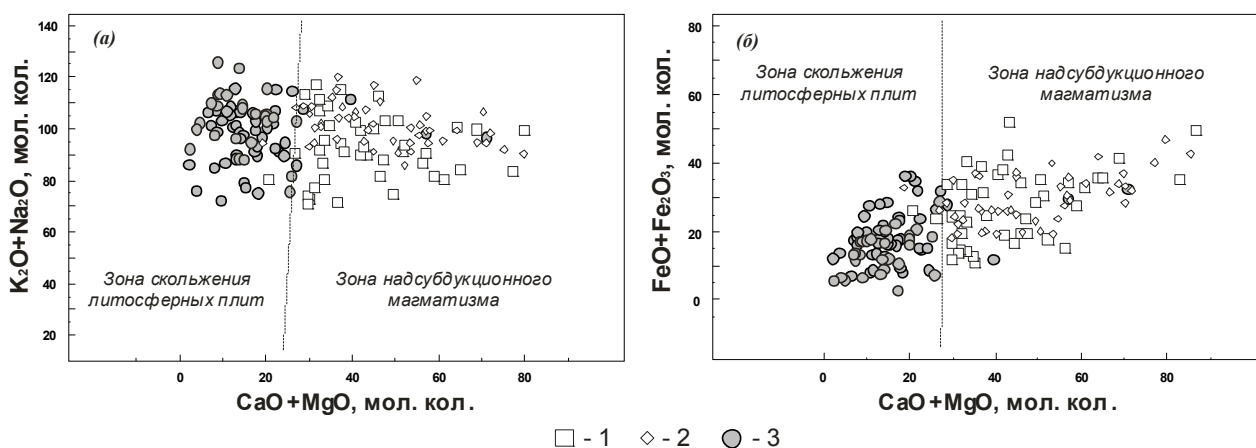 (а)
140
120
100
80
60
40
20
K₂O+Na₂O, мол. кол.
Зона скольжения
литосферных плит
Зона надсубдукционного
магматизма
0 20 40 60 80
CaO+MgO, мол. кол.
(б)
80
60
40
20
0
FeO+Fe₂O₃, мол. кол.
Зона скольжения
литосферных плит
Зона надсубдукционного
магматизма
0 20 40 60 80
CaO+MgO, мол. кол.
- 1 - 2 - 3